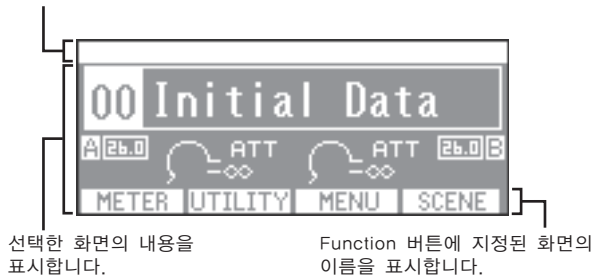 00 Initial Data
A 26.0 ATT ATT 26.0 B
-∞ -∞
METER UTILITY MENU SCENE
선택한 화면의 내용을 표시합니다.
Function 버튼에 지정된 화면의 이름을 표시합니다.